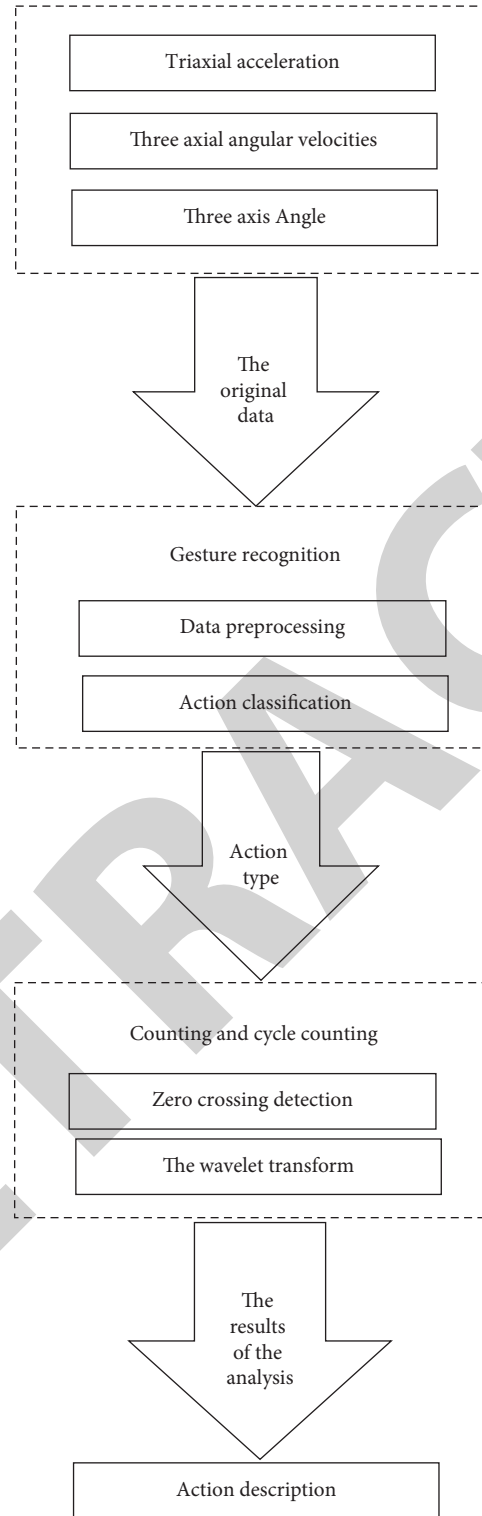 Triaxial acceleration
Three axial angular velocities
Three axis Angle
The
original
data
Gesture recognition
Data preprocessing
Action classification
Action
type
Counting and cycle counting
Zero crossing detection
The wavelet transform
The
results
of the
analysis
Action description